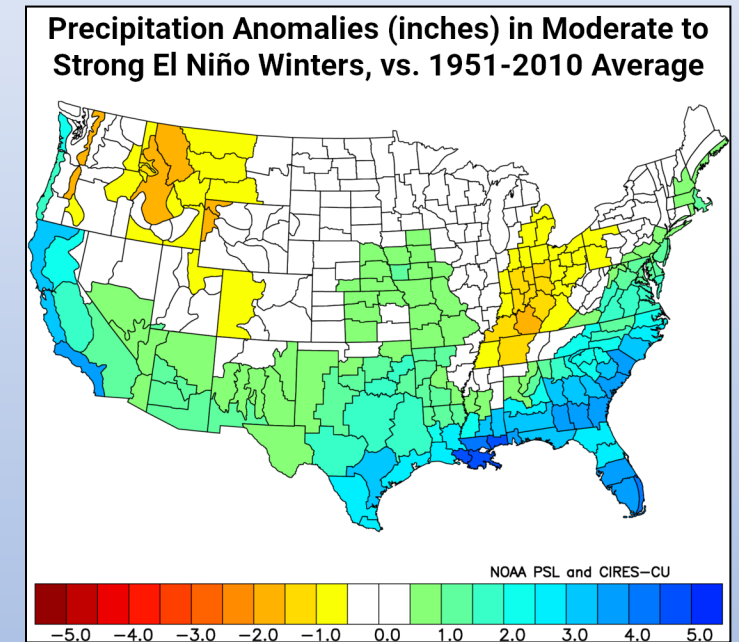 Precipitation Anomalies (inches) in Moderate to
Strong El Niño Winters, vs. 1951-2010 Average
NOAA PSL and CIRES-CU
-5.0 -4.0 -3.0 -2.0 -1.0 0.0 1.0 2.0 3.0 4.0 5.0